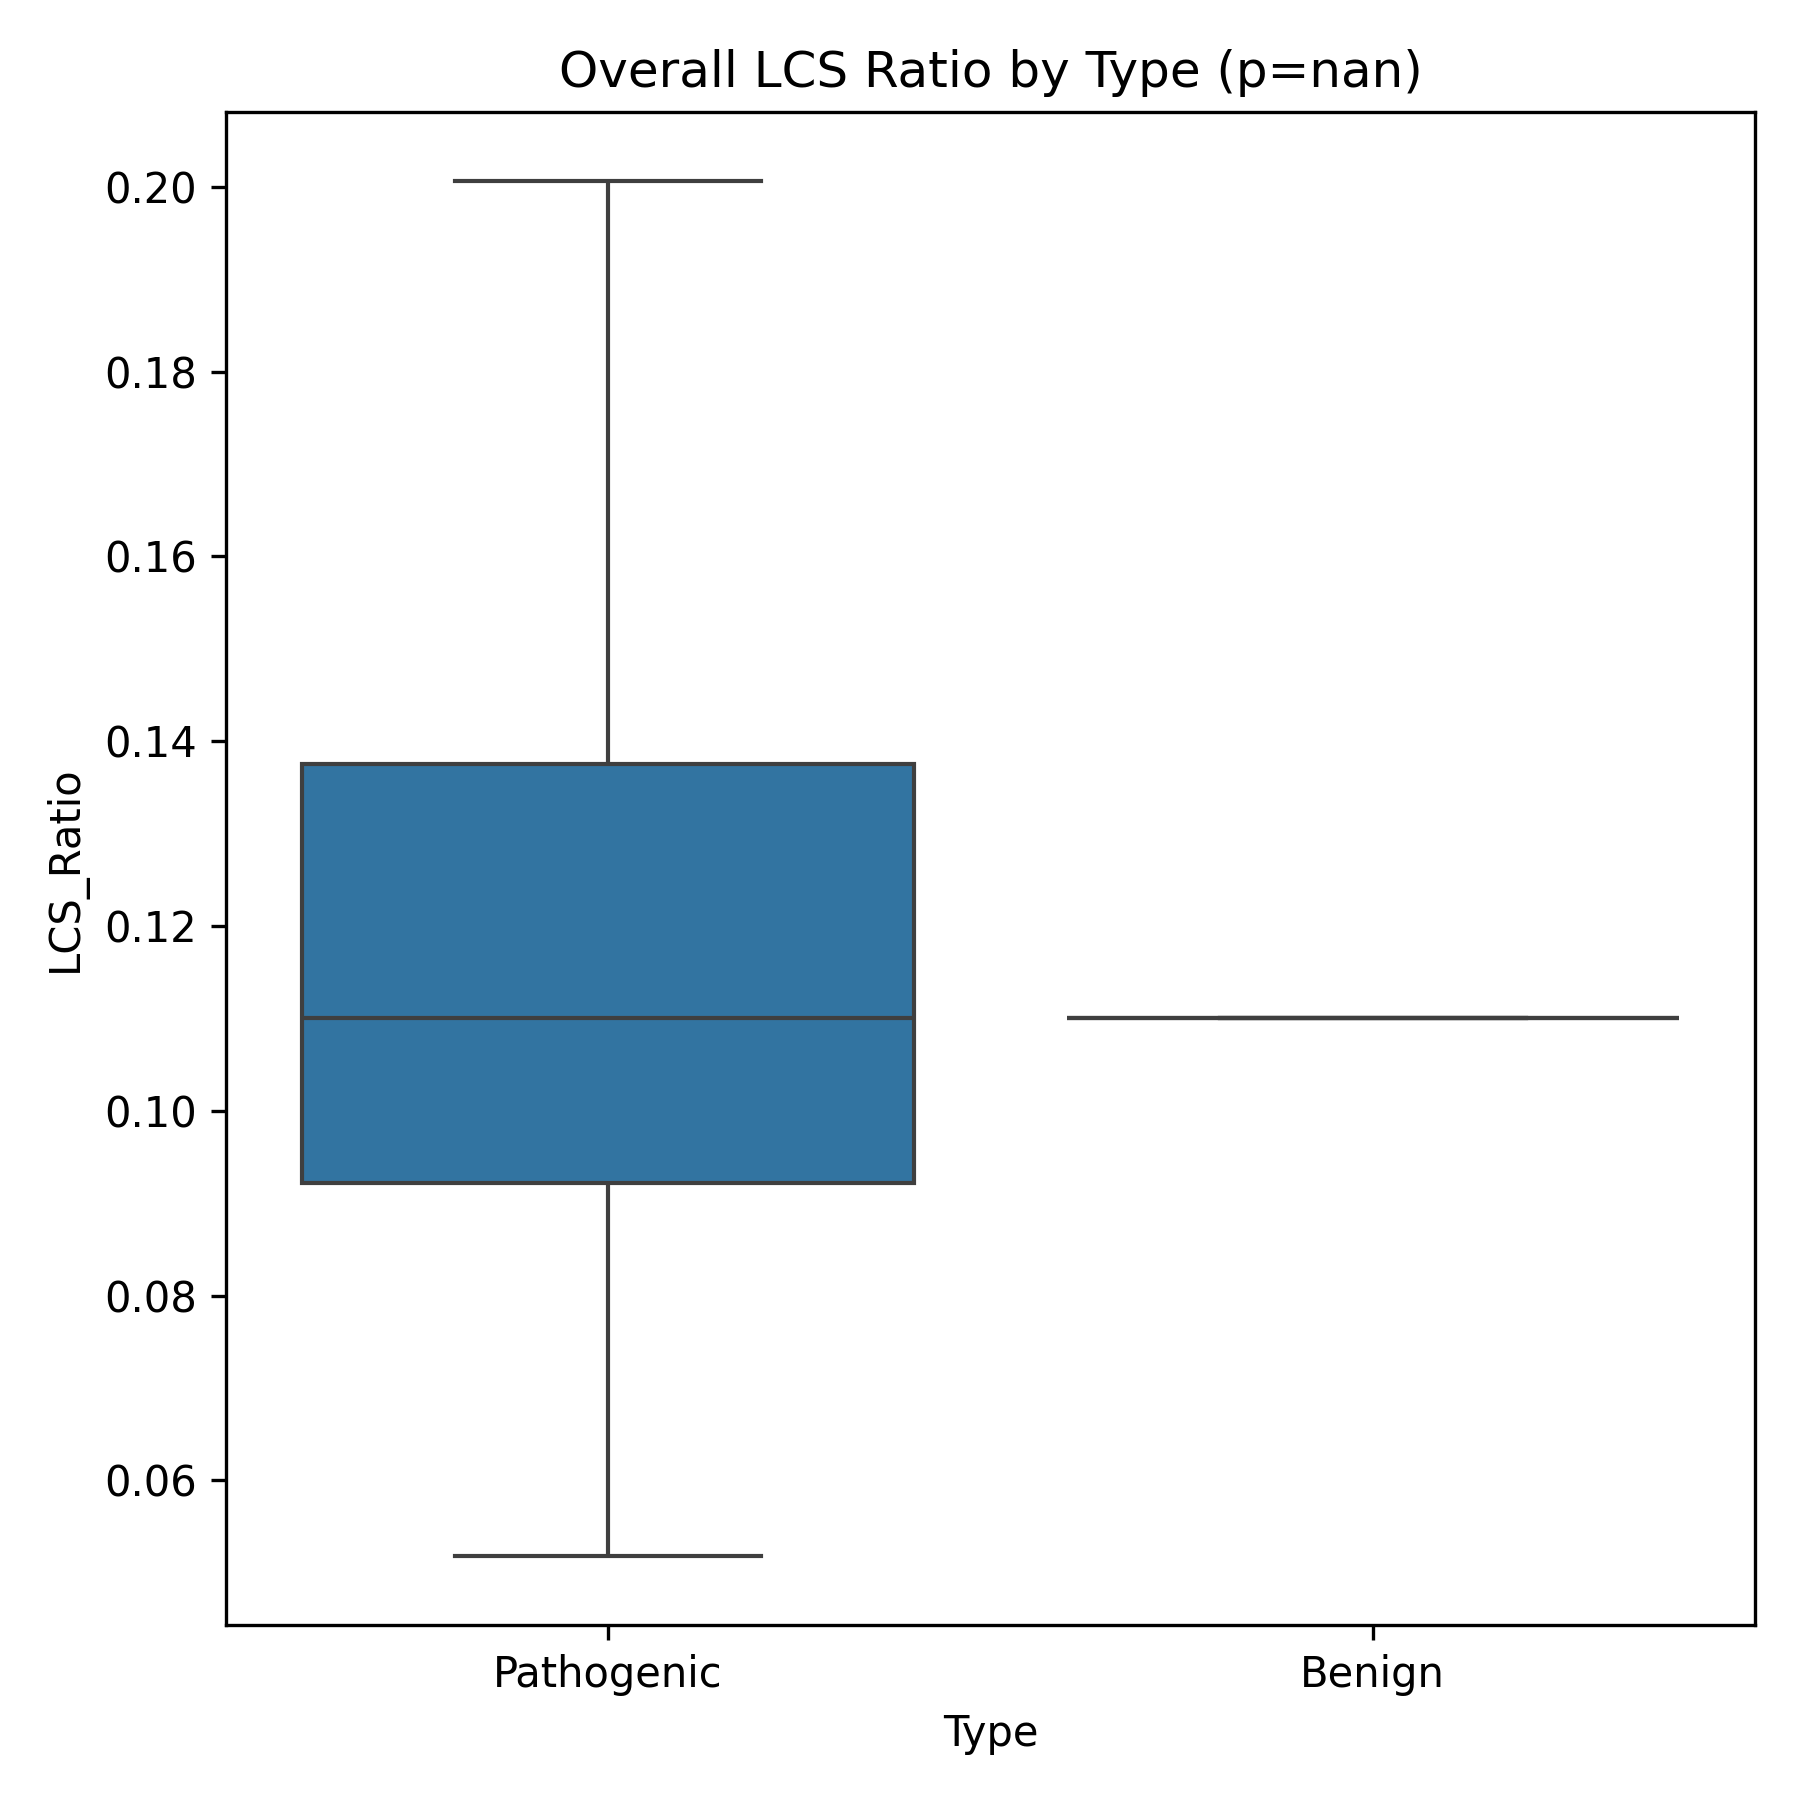 Overall LCS Ratio by Type (p=nan)
LCS_Ratio
0.20
0.18
0.16
0.14
0.12
0.10
0.08
0.06
Pathogenic
Benign
Type